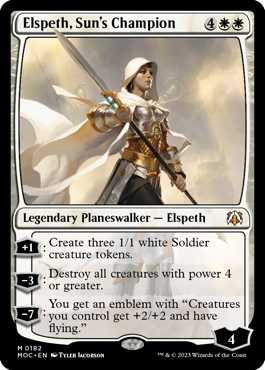 Elspeth, Sun's Champion 4
Legendary Planeswalker — Elspeth
+1: Create three 1/1 white Soldier
creature tokens.
−3: Destroy all creatures with power 4
or greater.
−7: You get an emblem with "Creatures
you control get +2/+2 and have
flying."
4
M 0182
MOC • EN TYLER JACOBSON
™ & © 2023 Wizards of the Coast